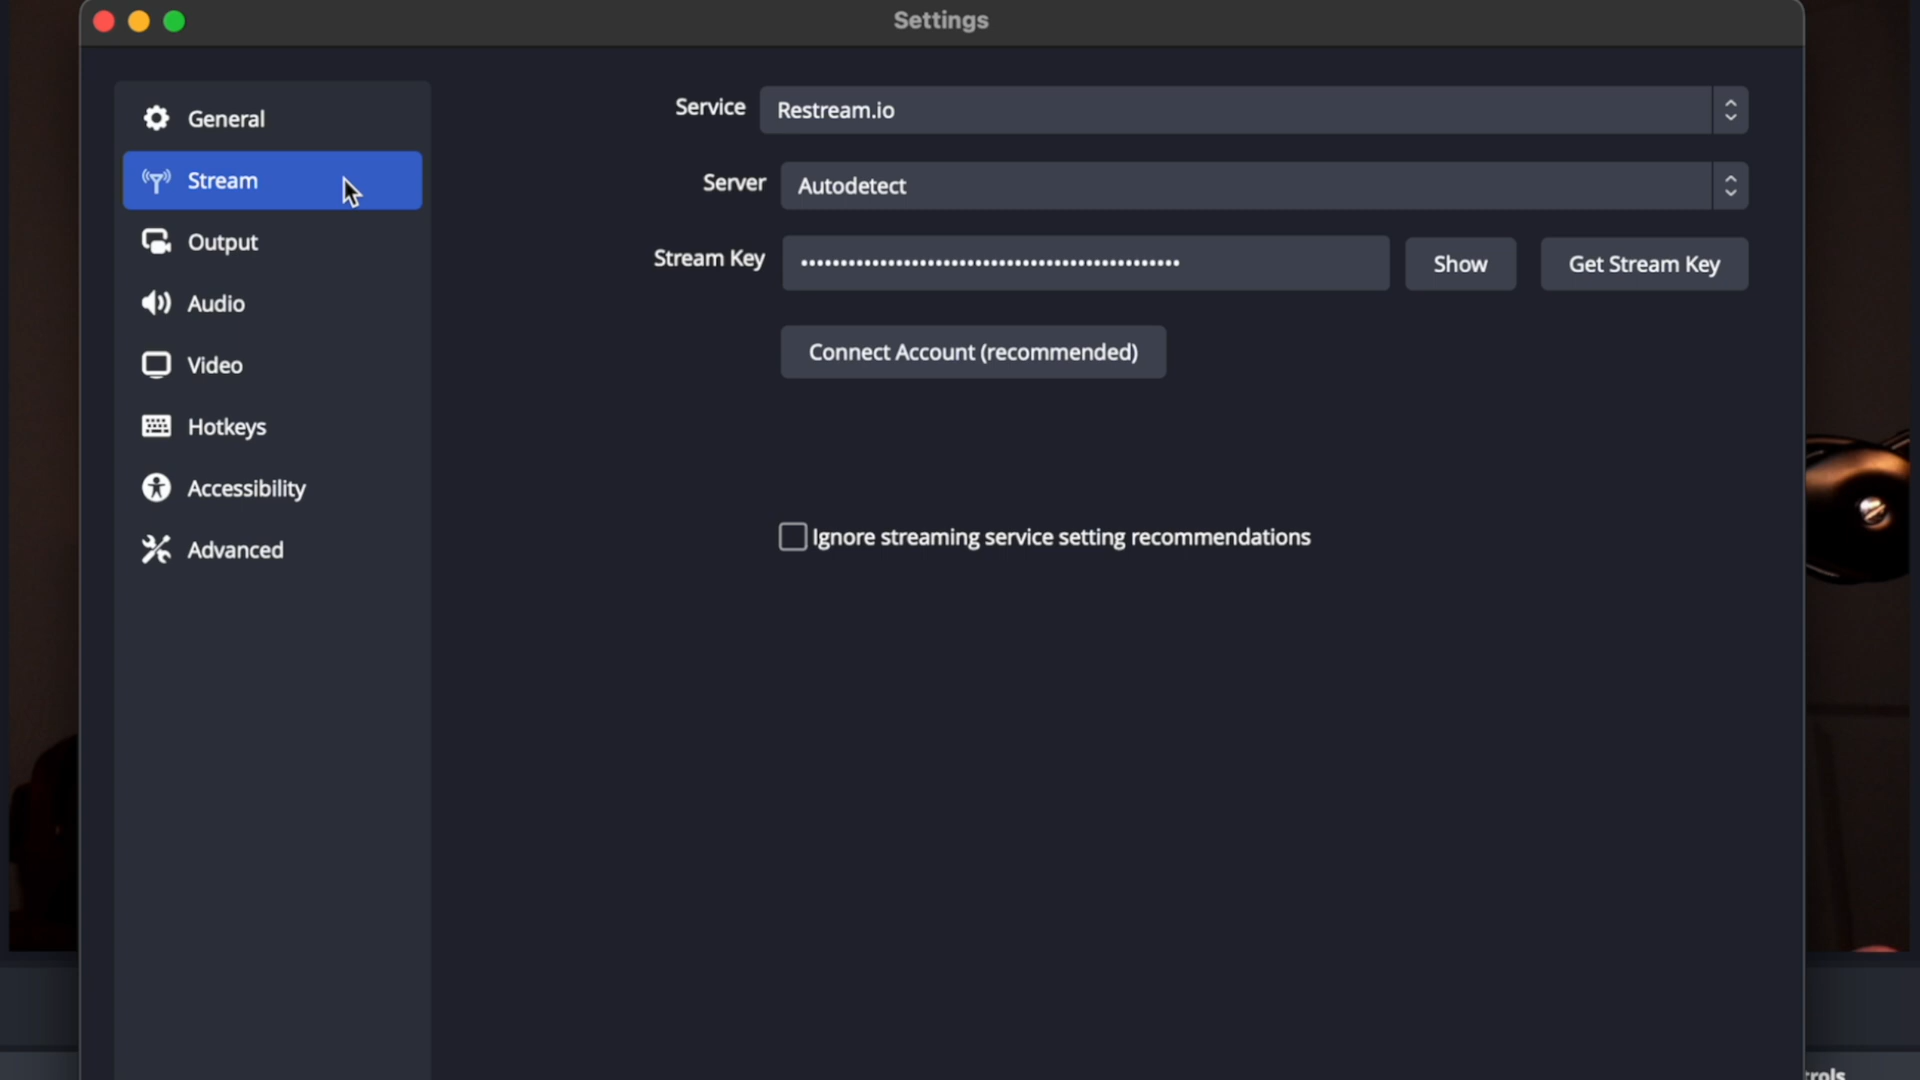 Settings
General
Stream
Output
Audio
Video
Hotkeys
Accessibility
Advanced
Service Restream.io
Server Autodetect
Stream Key •••••••••••••••••••••••••••••••••••••••••••••••• Show Get Stream Key
Connect Account (recommended)
Ignore streaming service setting recommendations